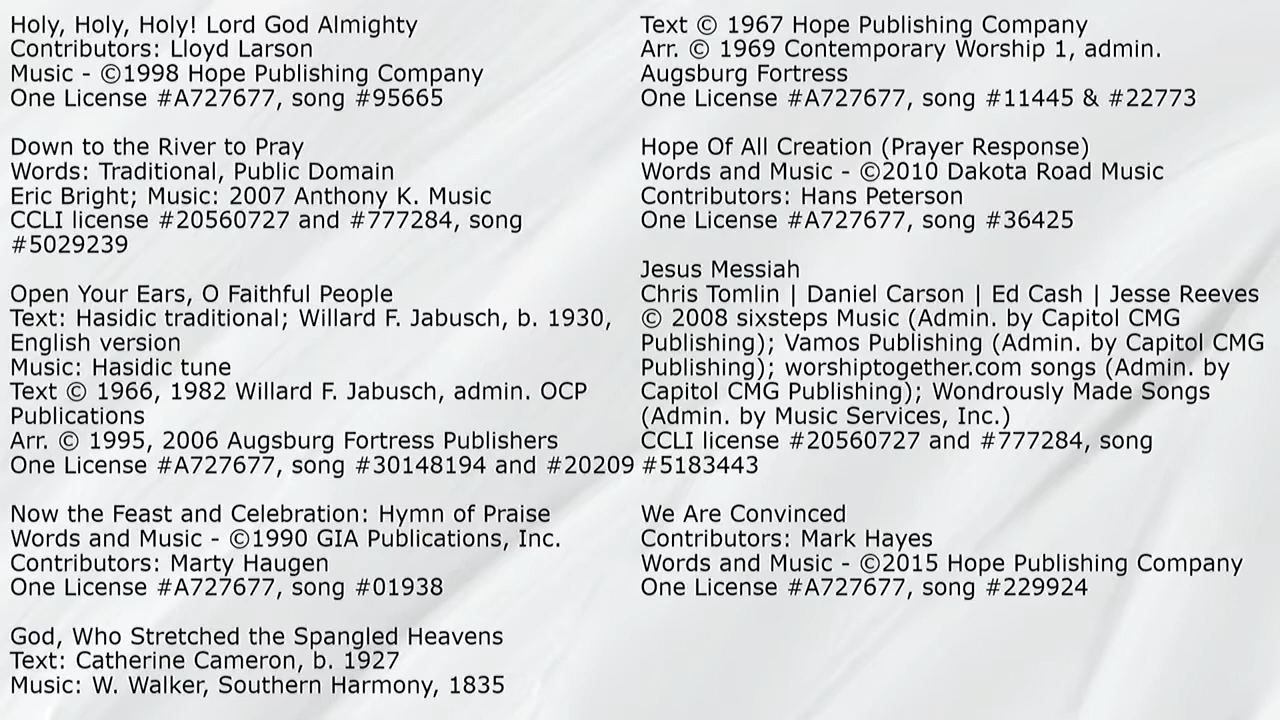 Holy, Holy, Holy! Lord God Almighty
Contributors: Lloyd Larson
Music - ©1998 Hope Publishing Company
One License #A727677, song #95665
Down to the River to Pray
Words: Traditional, Public Domain
Eric Bright; Music: 2007 Anthony K. Music
CCLI license #20560727 and #777284, song
#5029239
Open Your Ears, O Faithful People
Text: Hasidic traditional; Willard F. Jabusch, b. 1930,
English version
Music: Hasidic tune
Text © 1966, 1982 Willard F. Jabusch, admin. OCP
Publications
Arr. © 1995, 2006 Augsburg Fortress Publishers
One License #A727677, song #30148194 and #20209
Now the Feast and Celebration: Hymn of Praise
Words and Music - ©1990 GIA Publications, Inc.
Contributors: Marty Haugen
One License #A727677, song #01938
God, Who Stretched the Spangled Heavens
Text: Catherine Cameron, b. 1927
Music: W. Walker, Southern Harmony, 1835
Text © 1967 Hope Publishing Company
Arr. © 1969 Contemporary Worship 1, admin.
Augsburg Fortress
One License #A727677, song #11445 & #22773
Hope Of All Creation (Prayer Response)
Words and Music - ©2010 Dakota Road Music
Contributors: Hans Peterson
One License #A727677, song #36425
Jesus Messiah
Chris Tomlin | Daniel Carson | Ed Cash | Jesse Reeves
© 2008 sixsteps Music (Admin. by Capitol CMG
Publishing); Vamos Publishing (Admin. by Capitol CMG
Publishing); worshiptogether.com songs (Admin. by
Capitol CMG Publishing); Wondrously Made Songs
(Admin. by Music Services, Inc.)
CCLI license #20560727 and #777284, song
#5183443
We Are Convinced
Contributors: Mark Hayes
Words and Music - ©2015 Hope Publishing Company
One License #A727677, song #229924